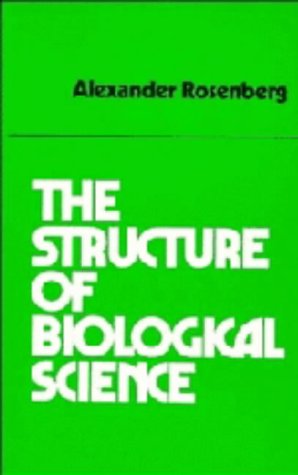 Alexander Rosenberg
THE
STRUCTURE
OF
BIOLOGICAL
SCIENCE